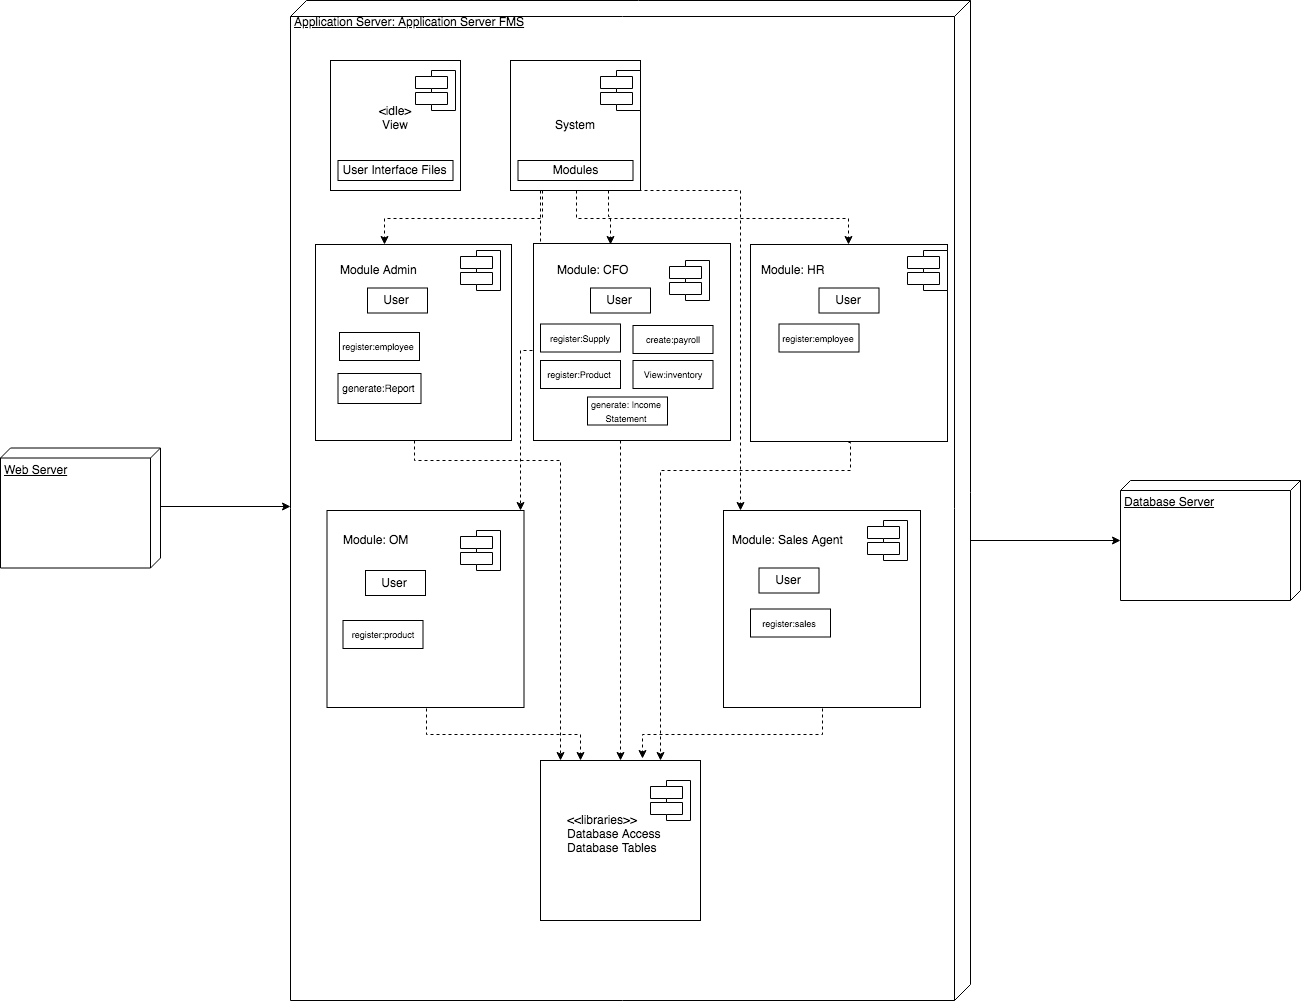 Application Server: Application Server FMS
<idle>
View
User Interface Files
System
Modules
Module Admin
User
register:employee
generate:Report
Module: CFO
User
register:Supply
create:payroll
register:Product
View:inventory
generate: Income
Statement
Module: HR
User
register:employee
Web Server
Database Server
Module: OM
User
register:product
Module: Sales Agent
User
register:sales
<<libraries>>
Database Access
Database Tables